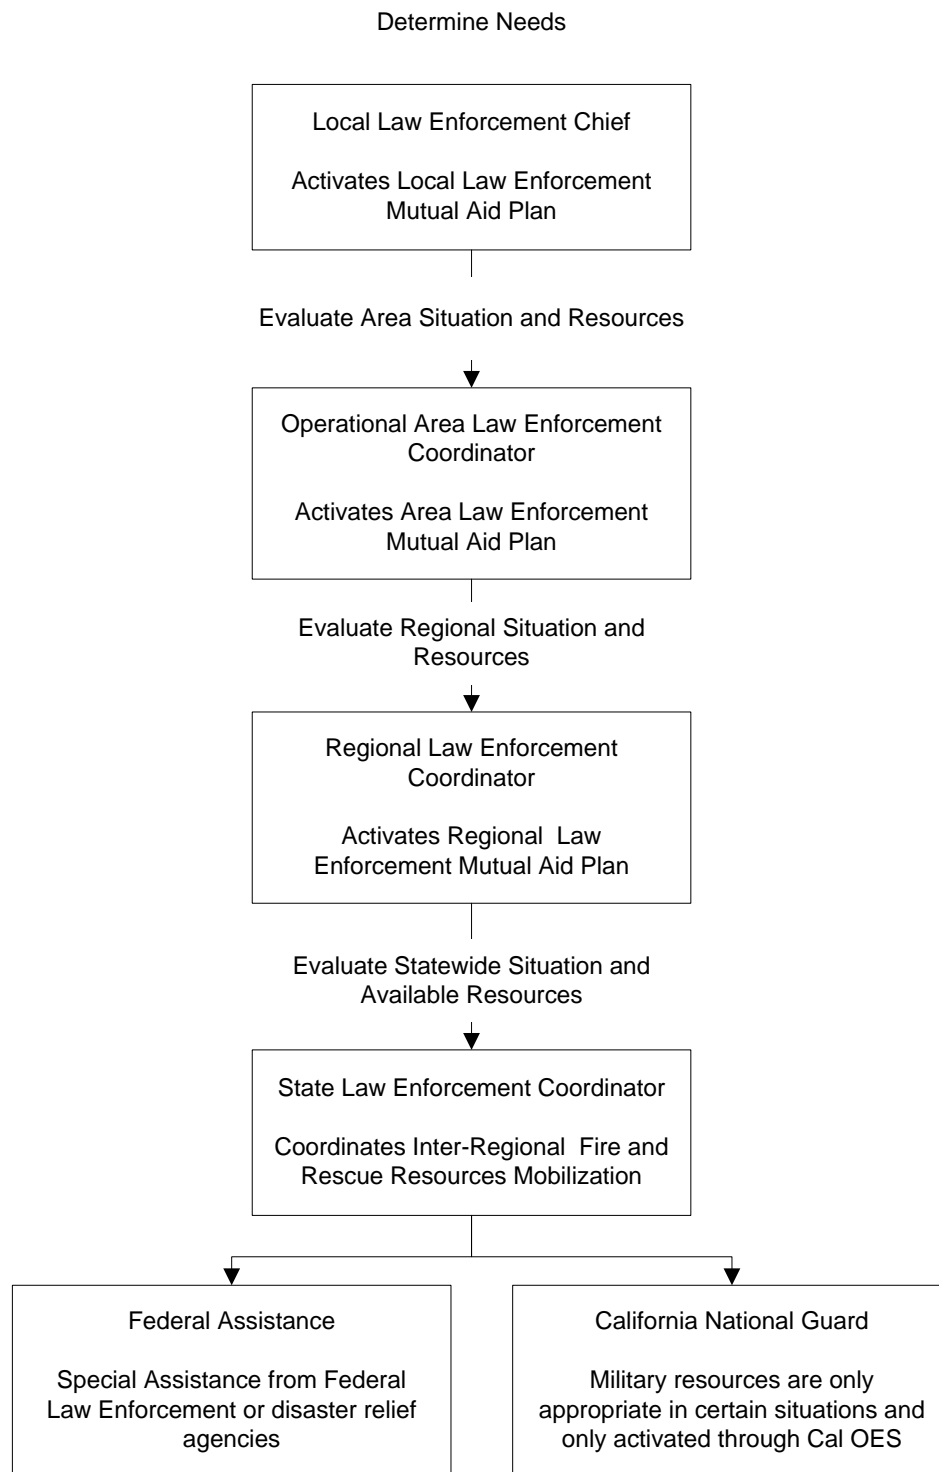 Determine Needs
Local Law Enforcement Chief
Activates Local Law Enforcement
Mutual Aid Plan
Evaluate Area Situation and Resources
Operational Area Law Enforcement
Coordinator
Activates Area Law Enforcement
Mutual Aid Plan
Evaluate Regional Situation and
Resources
Regional Law Enforcement
Coordinator
Activates Regional  Law
Enforcement Mutual Aid Plan
Evaluate Statewide Situation and
Available Resources
State Law Enforcement Coordinator
Coordinates Inter-Regional  Fire and
Rescue Resources Mobilization
Federal Assistance
Special Assistance from Federal
Law Enforcement or disaster relief
agencies
California National Guard
Military resources are only
appropriate in certain situations and
only activated through Cal OES